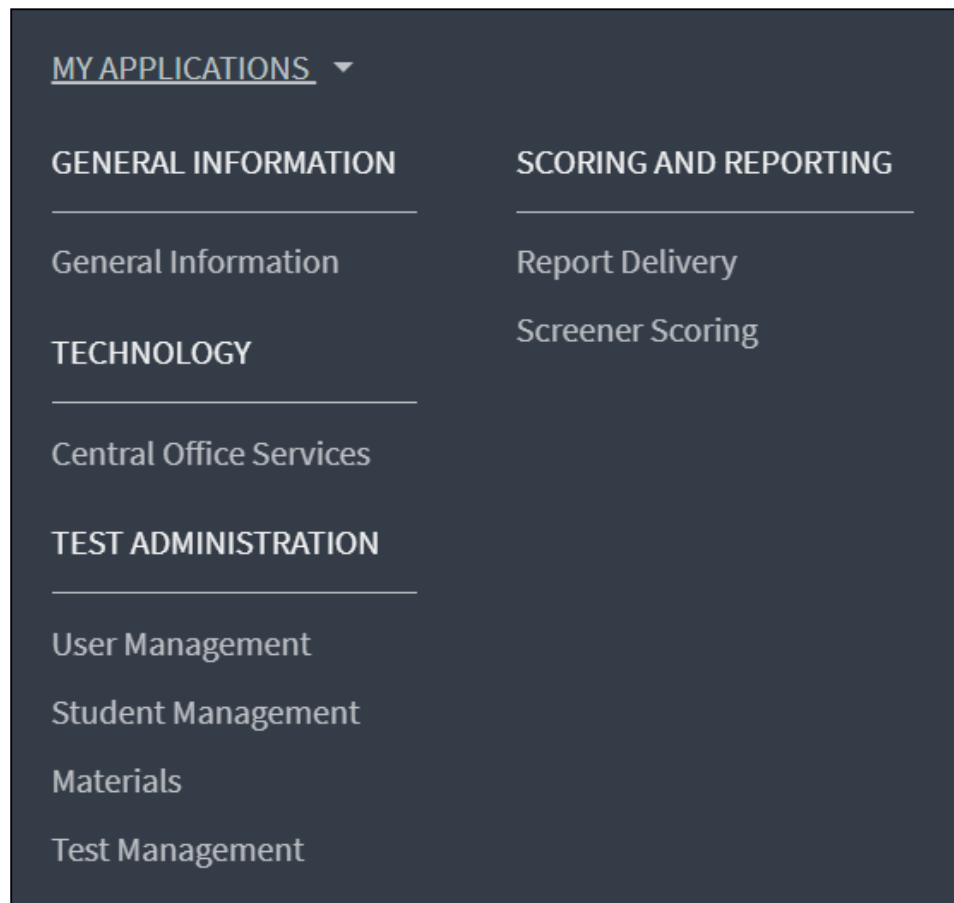 MY APPLICATIONS
GENERAL INFORMATION
General Information
TECHNOLOGY
Central Office Services
TEST ADMINISTRATION
User Management
Student Management
Materials
Test Management
SCORING AND REPORTING
Report Delivery
Screener Scoring